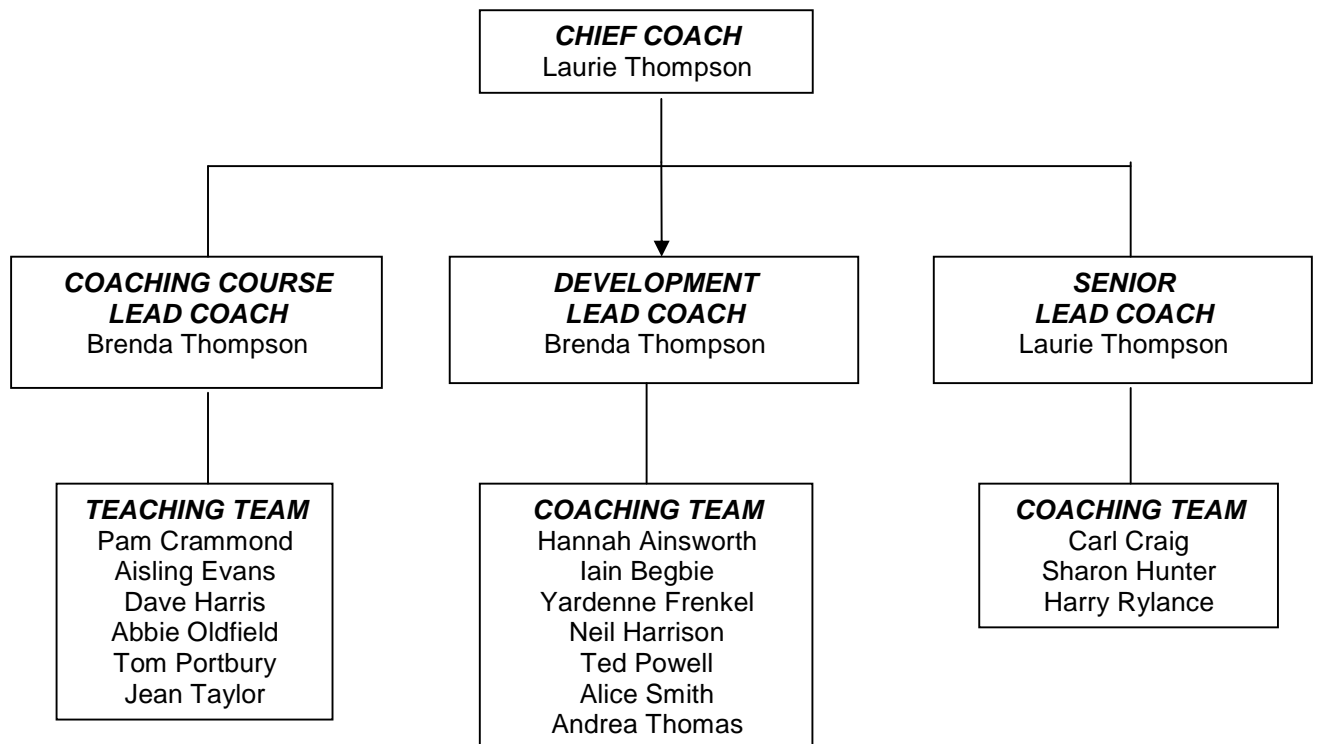 CHIEF COACH
Laurie Thompson
COACHING COURSE
LEAD COACH
Brenda Thompson
DEVELOPMENT
LEAD COACH
Brenda Thompson
SENIOR
LEAD COACH
Laurie Thompson
TEACHING TEAM
Pam Crammond
Aisling Evans
Dave Harris
Abbie Oldfield
Tom Portbury
Jean Taylor
COACHING TEAM
Hannah Ainsworth
Iain Begbie
Yardenne Frenkel
Neil Harrison
Ted Powell
Alice Smith
Andrea Thomas
COACHING TEAM
Carl Craig
Sharon Hunter
Harry Rylance